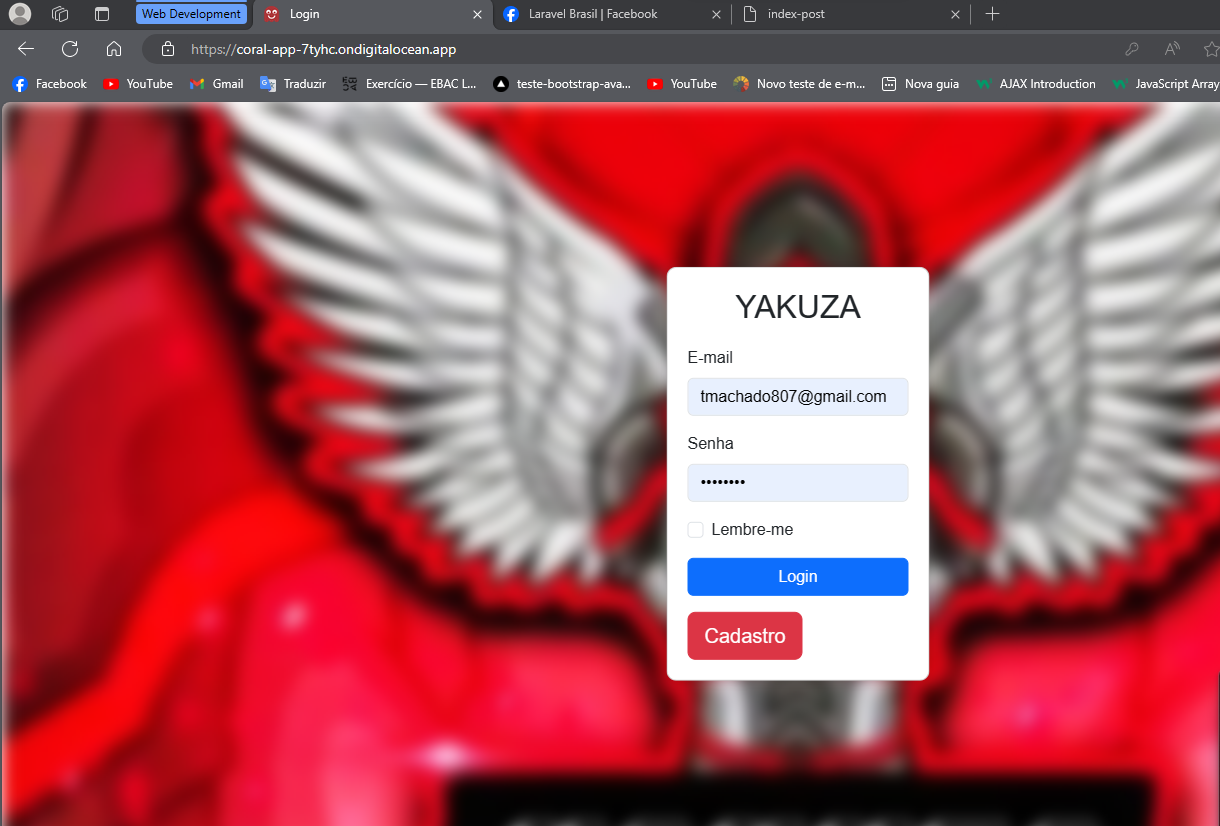 Web Development
Login
Laravel Brasil | Facebook
index-post
https://coral-app-7tyhc.ondigitalocean.app
Facebook
YouTube
Gmail
Traduzir
Exercício — EBAC L...
teste-bootstrap-ava...
YouTube
Novo teste de e-m...
Nova guia
AJAX Introduction
JavaScript Array
YAKUZA
E-mail
tmachado807@gmail.com
Senha
••••••••
Lembre-me
Login
Cadastro